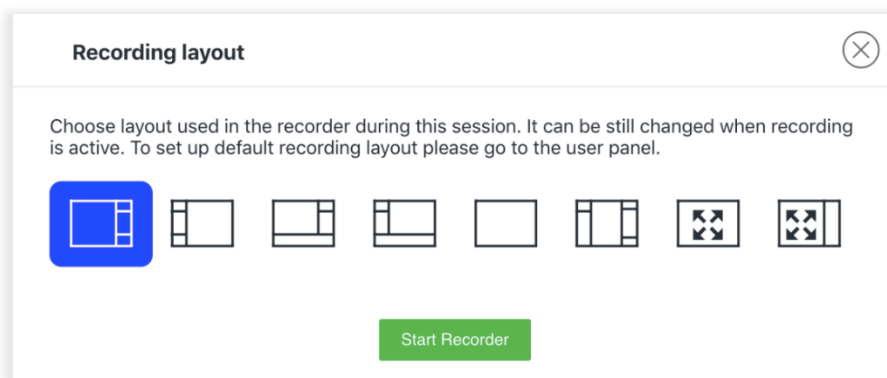 Recording layout
Choose layout used in the recorder during this session. It can be still changed when recording
is active. To set up default recording layout please go to the user panel.
Start Recorder